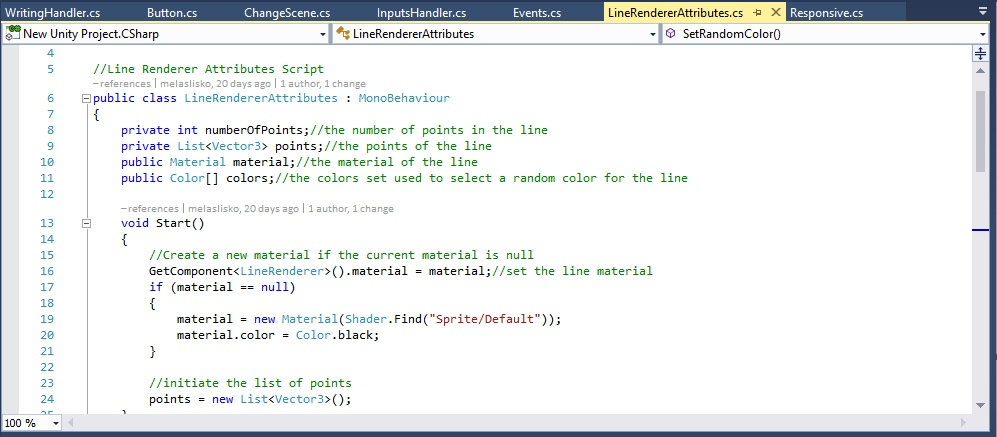 WritingHandler.cs Button.cs ChangeScene.cs InputsHandler.cs Events.cs LineRendererAttributes.cs Responsive.cs
New Unity Project.CSharp LineRendererAttributes SetRandomColor()
4
5 //Line Renderer Attributes Script
–references | melaslisko, 20 days ago | 1 author, 1 change
6 public class LineRendererAttributes : MonoBehaviour
7 {
8 private int numberOfPoints;//the number of points in the line
9 private List<Vector3> points;//the points of the line
10 public Material material;//the material of the line
11 public Color[] colors;//the colors set used to select a random color for the line
12
–references | melaslisko, 20 days ago | 1 author, 1 change
13 void Start()
14 {
15 //Create a new material if the current material is null
16 GetComponent<LineRenderer>().material = material;//set the line material
17 if (material == null)
18 {
19 material = new Material(Shader.Find("Sprite/Default"));
20 material.color = Color.black;
21 }
22
23 //initiate the list of points
24 points = new List<Vector3>();
100 %